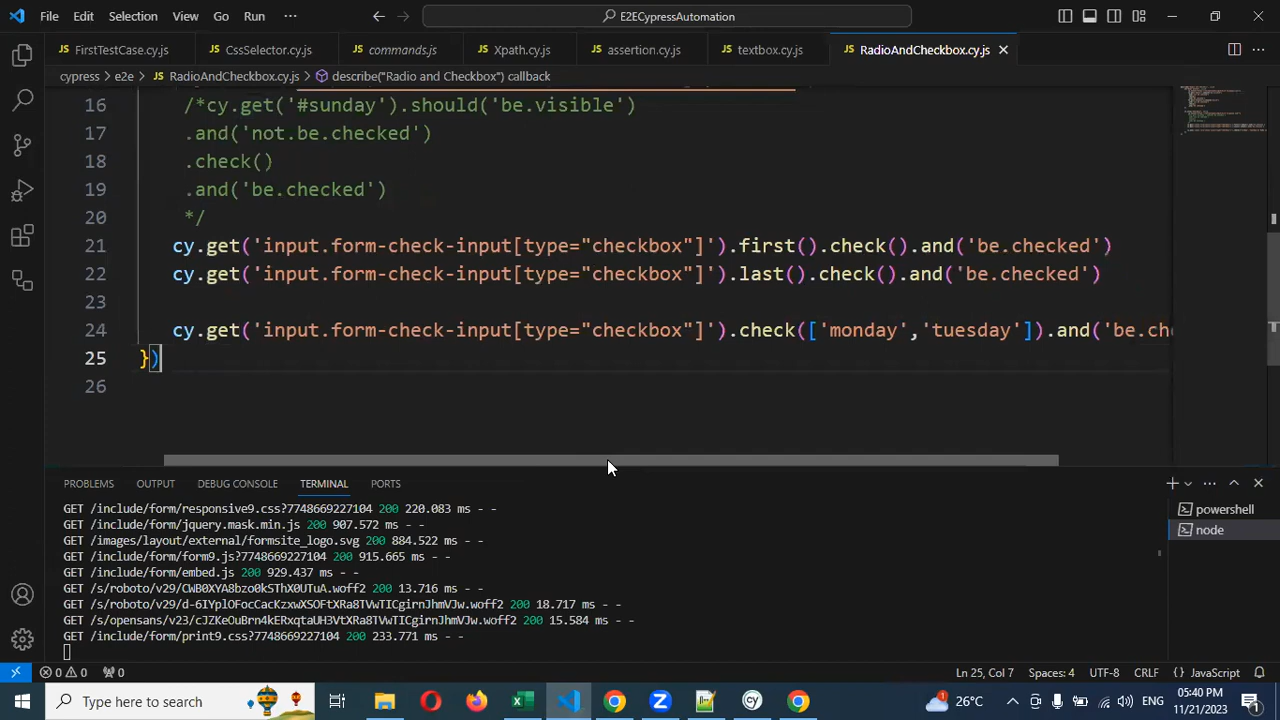 File Edit Selection View Go Run ··· E2ECypressAutomation
FirstTestCase.cy.js CssSelector.cy.js commands.js Xpath.cy.js assertion.cy.js textbox.cy.js RadioAndCheckbox.cy.js
cypress > e2e > RadioAndCheckbox.cy.js > describe("Radio and Checkbox") callback
16 /*cy.get('#sunday').should('be.visible')
17 .and('not.be.checked')
18 .check()
19 .and('be.checked')
20 */
21 cy.get('input.form-check-input[type="checkbox"]').first().check().and('be.checked')
22 cy.get('input.form-check-input[type="checkbox"]').last().check().and('be.checked')
23
24 cy.get('input.form-check-input[type="checkbox"]').check(['monday','tuesday']).and('be.che
25 })
26
PROBLEMS OUTPUT DEBUG CONSOLE TERMINAL PORTS
GET /include/form/responsive9.css?7748669227104 200 220.083 ms - -
GET /include/form/jquery.mask.min.js 200 907.572 ms - -
GET /images/layout/external/formsite_logo.svg 200 884.522 ms - -
GET /include/form/form9.js?7748669227104 200 915.665 ms - -
GET /include/form/embed.js 200 929.437 ms - -
GET /s/roboto/v29/CWB0XYA8bzo0kSThX0UTuA.woff2 200 13.716 ms - -
GET /s/roboto/v29/d-6IYplOFocCacKzxwXSOFtXRa8TVwTICgirnJhmVJw.woff2 200 18.717 ms - -
GET /s/opensans/v23/cJZKeOuBrn4kERxqtaUH3VtXRa8TVwTICgirnJhmVJw.woff2 200 15.584 ms - -
GET /include/form/print9.css?7748669227104 200 233.771 ms - -
powershell
node
0 0 0 Ln 25, Col 7 Spaces: 4 UTF-8 CRLF {} JavaScript
Type here to search 26°C ENG 05:40 PM 11/21/2023 1